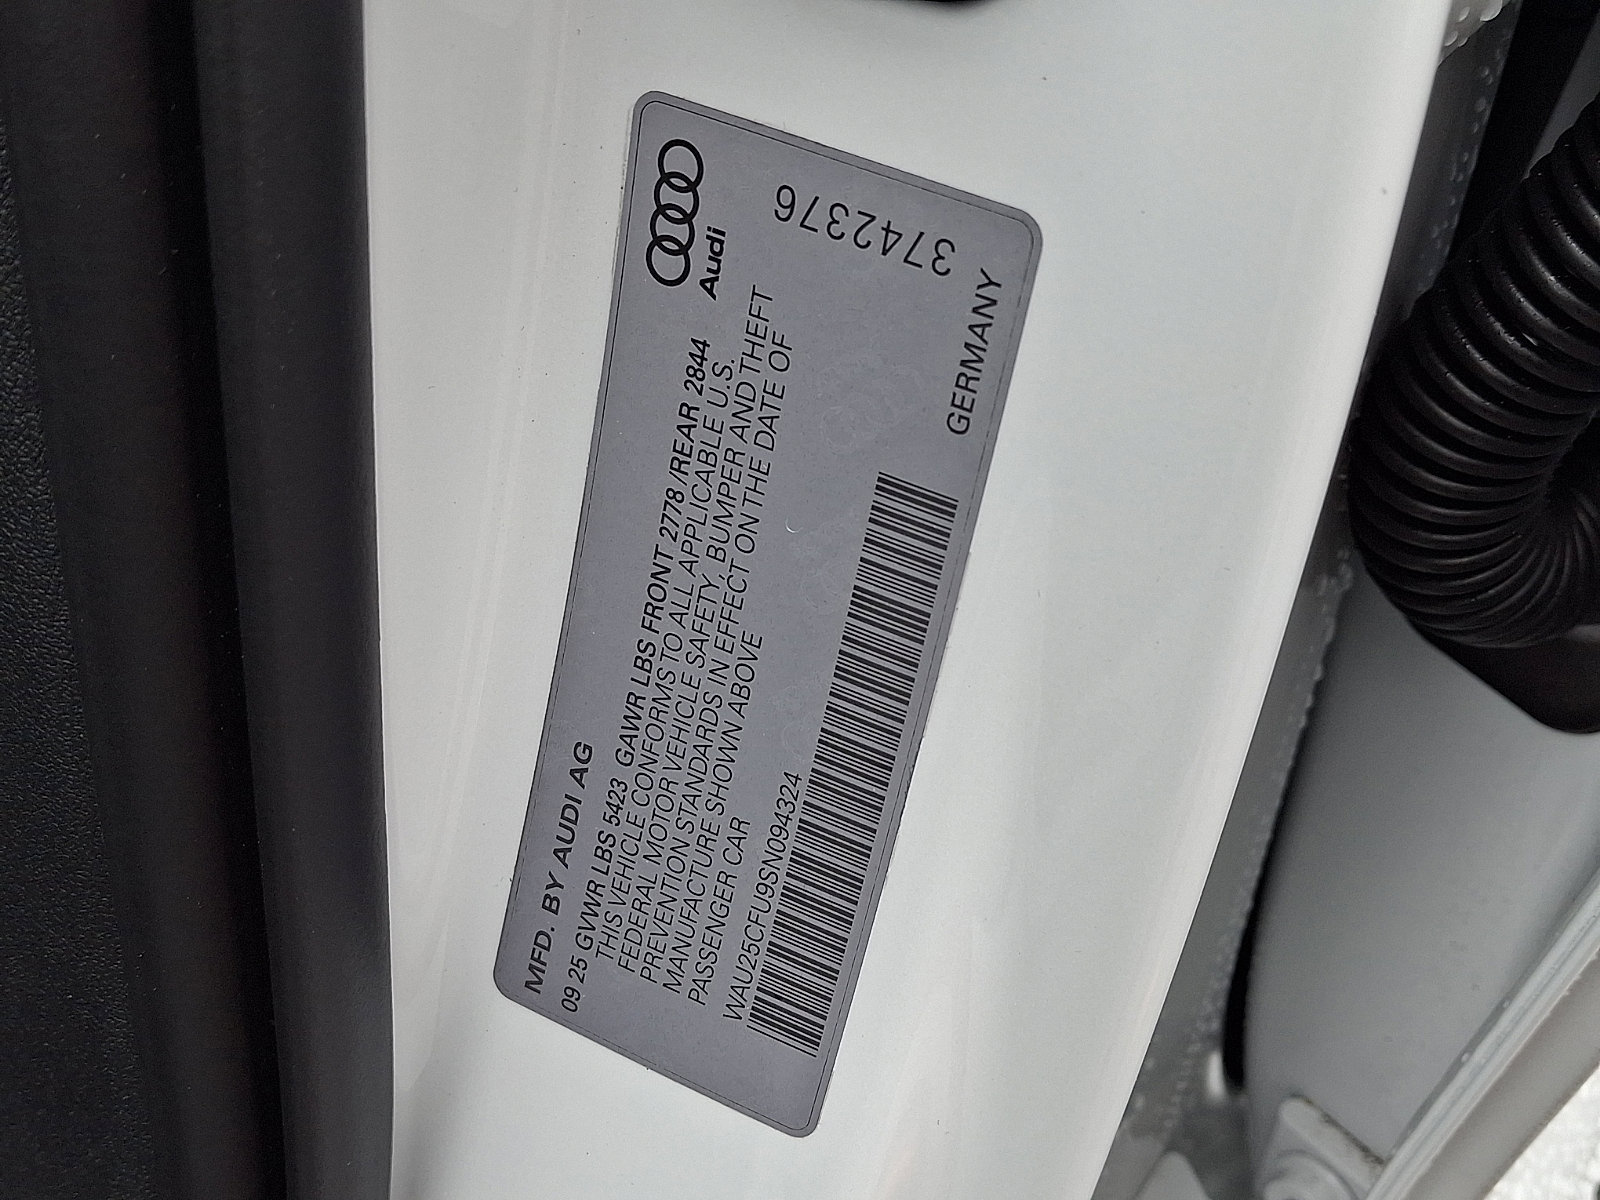 Audi
3742376
MFD. BY AUDI AG
09 25 GVWR LBS 5423 GAWR LBS FRONT 2778/REAR 2844
THIS VEHICLE CONFORMS TO ALL APPLICABLE U.S.
FEDERAL MOTOR VEHICLE SAFETY, BUMPER AND THEFT
PREVENTION STANDARDS IN EFFECT ON THE DATE OF
MANUFACTURE SHOWN ABOVE
PASSENGER CAR
WAU25CFU9SN094324
GERMANY